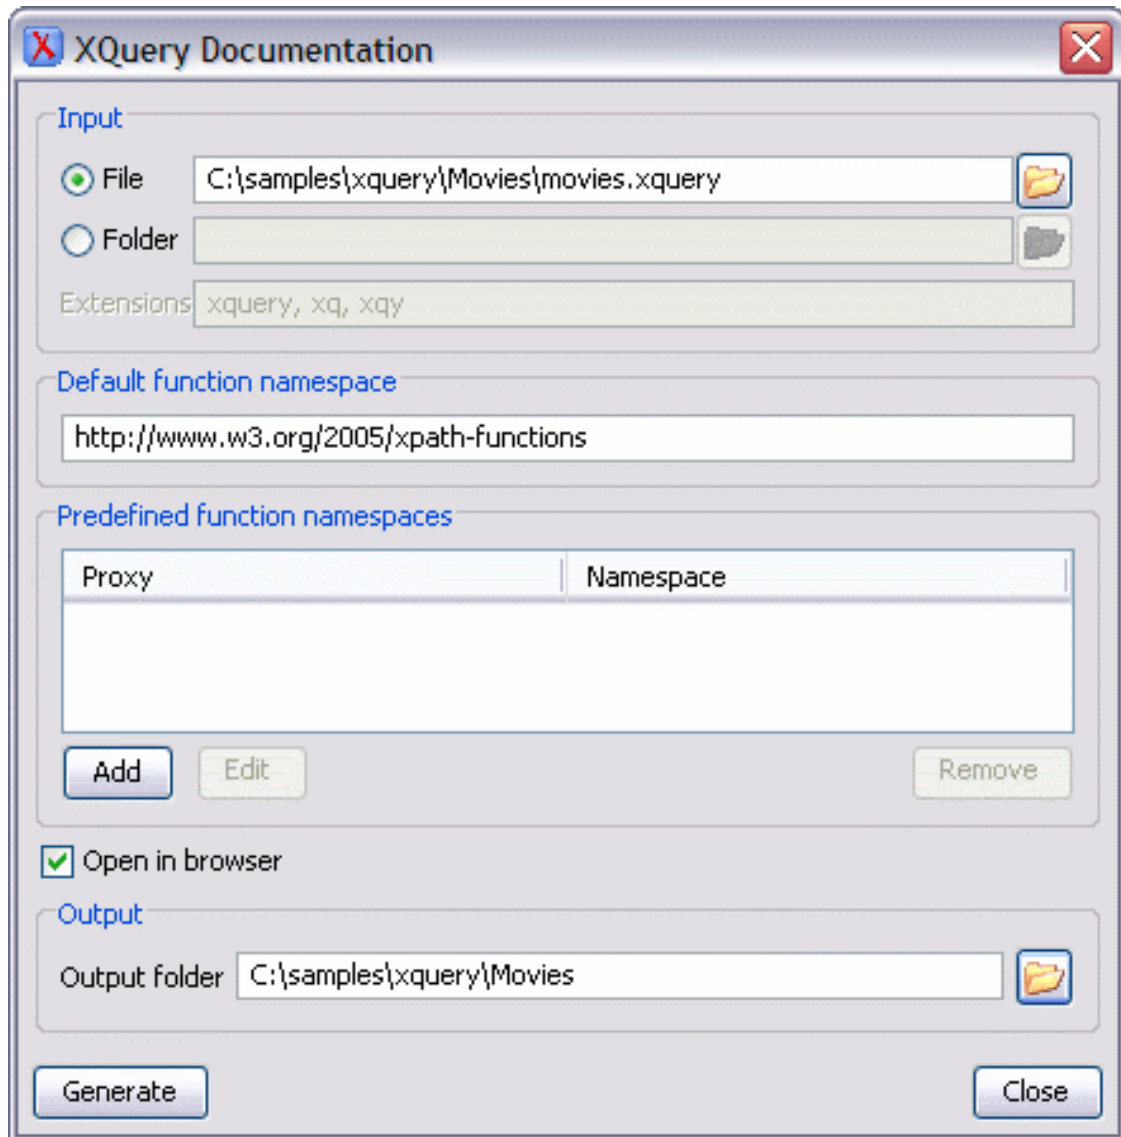 XQuery Documentation
Input
File C:\samples\xquery\Movies\movies.xquery
Folder
Extensions xquery, xq, xqy
Default function namespace
http://www.w3.org/2005/xpath-functions
Predefined function namespaces
Proxy Namespace
Add Edit Remove
Open in browser
Output
Output folder C:\samples\xquery\Movies
Generate Close